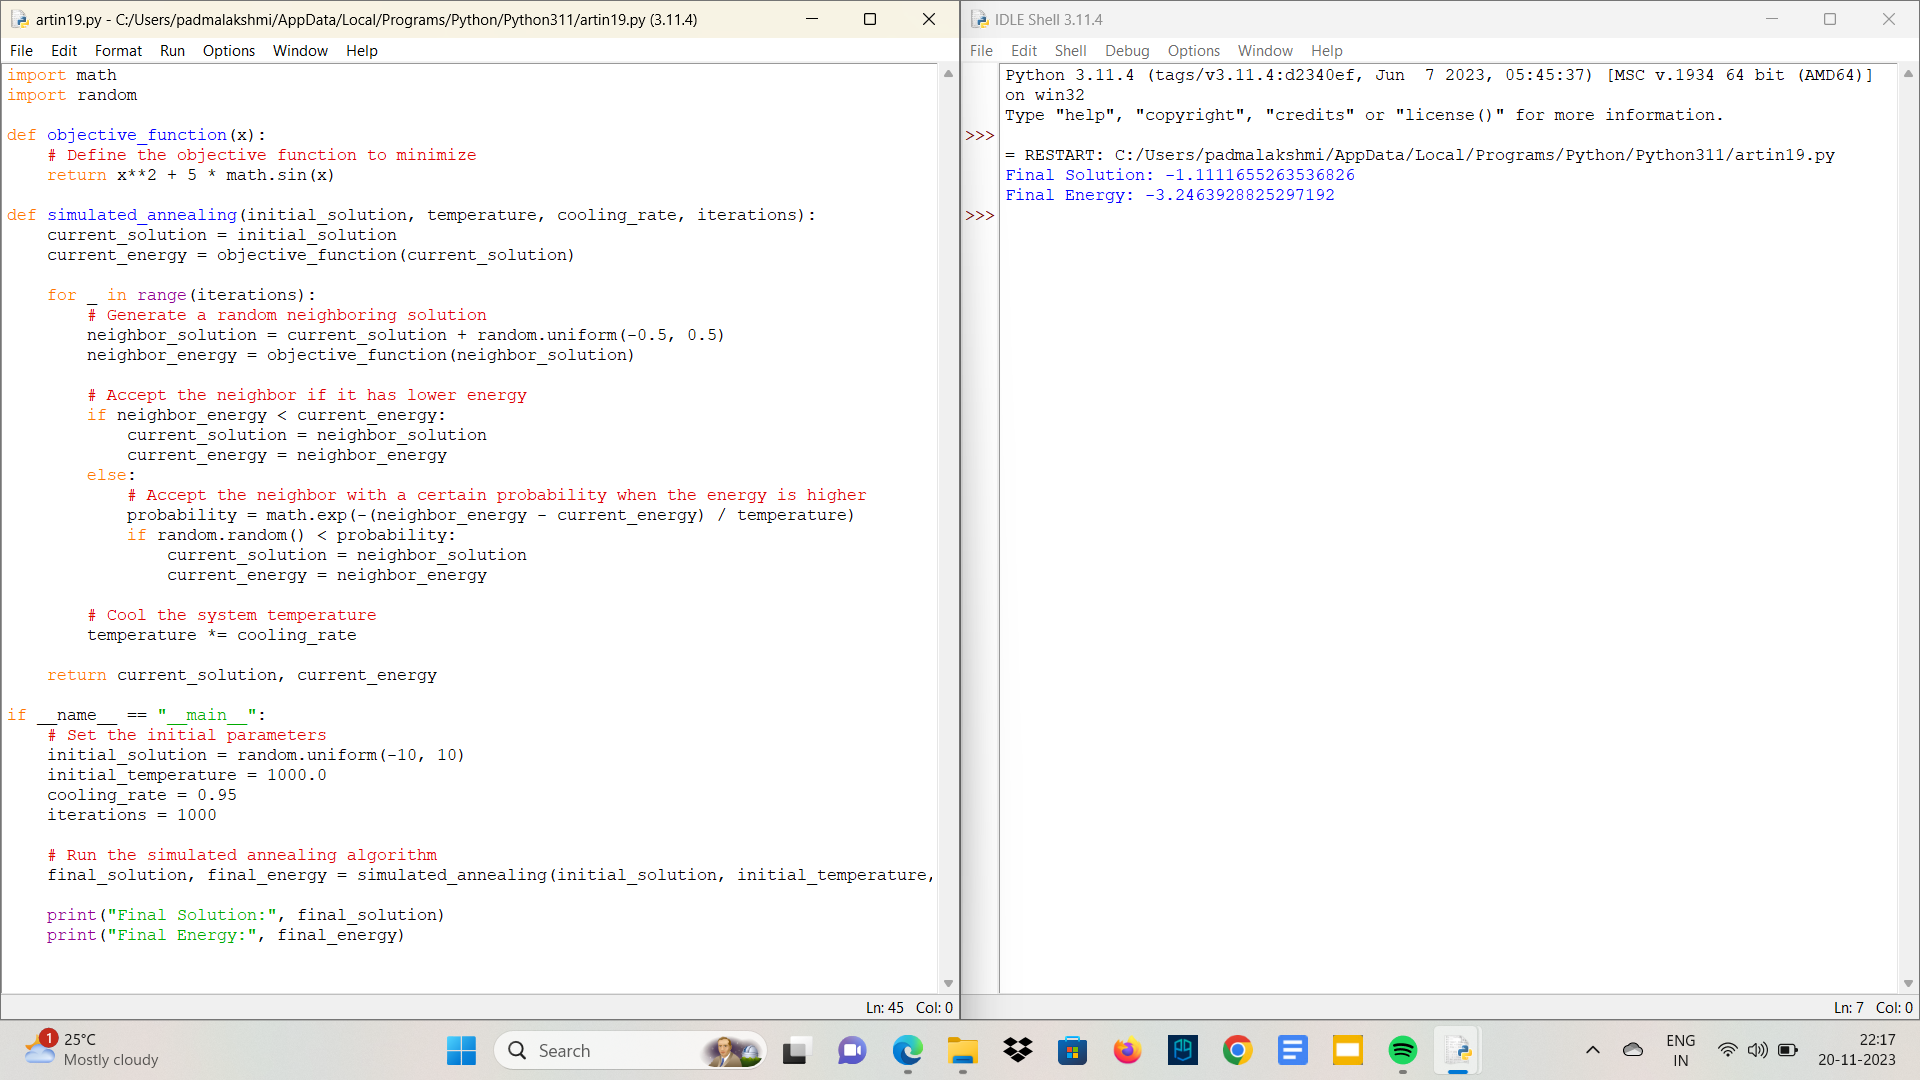 artin19.py - C:/Users/padmalakshmi/AppData/Local/Programs/Python/Python311/artin19.py (3.11.4)
File Edit Format Run Options Window Help
import math
import random
def objective_function(x):
    # Define the objective function to minimize
    return x**2 + 5 * math.sin(x)
def simulated_annealing(initial_solution, temperature, cooling_rate, iterations):
    current_solution = initial_solution
    current_energy = objective_function(current_solution)
    for _ in range(iterations):
        # Generate a random neighboring solution
        neighbor_solution = current_solution + random.uniform(-0.5, 0.5)
        neighbor_energy = objective_function(neighbor_solution)
        # Accept the neighbor if it has lower energy
        if neighbor_energy < current_energy:
            current_solution = neighbor_solution
            current_energy = neighbor_energy
        else:
            # Accept the neighbor with a certain probability when the energy is higher
            probability = math.exp(-(neighbor_energy - current_energy) / temperature)
            if random.random() < probability:
                current_solution = neighbor_solution
                current_energy = neighbor_energy
        # Cool the system temperature
        temperature *= cooling_rate
    return current_solution, current_energy
if __name__ == "__main__":
    # Set the initial parameters
    initial_solution = random.uniform(-10, 10)
    initial_temperature = 1000.0
    cooling_rate = 0.95
    iterations = 1000
    # Run the simulated annealing algorithm
    final_solution, final_energy = simulated_annealing(initial_solution, initial_temperature,
    print("Final Solution:", final_solution)
    print("Final Energy:", final_energy)
Ln: 45 Col: 0
IDLE Shell 3.11.4
File Edit Shell Debug Options Window Help
Python 3.11.4 (tags/v3.11.4:d2340ef, Jun  7 2023, 05:45:37) [MSC v.1934 64 bit (AMD64)]
on win32
Type "help", "copyright", "credits" or "license()" for more information.
>>>
= RESTART: C:/Users/padmalakshmi/AppData/Local/Programs/Python/Python311/artin19.py
Final Solution: -1.1111655263536826
Final Energy: -3.2463928825297192
>>>
Ln: 7 Col: 0
1
25°C
Mostly cloudy
Search
ENG
IN
22:17
20-11-2023